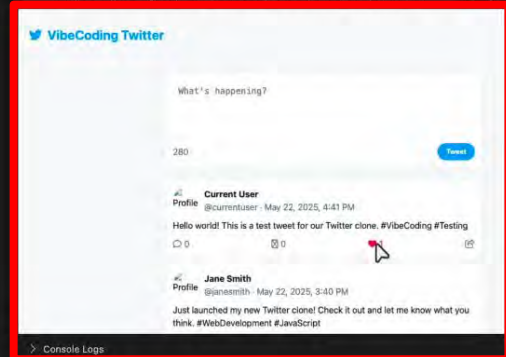 VibeCoding Twitter
What's happening?
280
Tweet
Profile
Current User
@currentuser · May 22, 2025, 4:41 PM
Hello world! This is a test tweet for our Twitter clone. #VibeCoding #Testing
0
0
1
Profile
Jane Smith
@janesmith · May 22, 2025, 3:40 PM
Just launched my new Twitter clone! Check it out and let me know what you
think. #WebDevelopment #JavaScript
> Console Logs